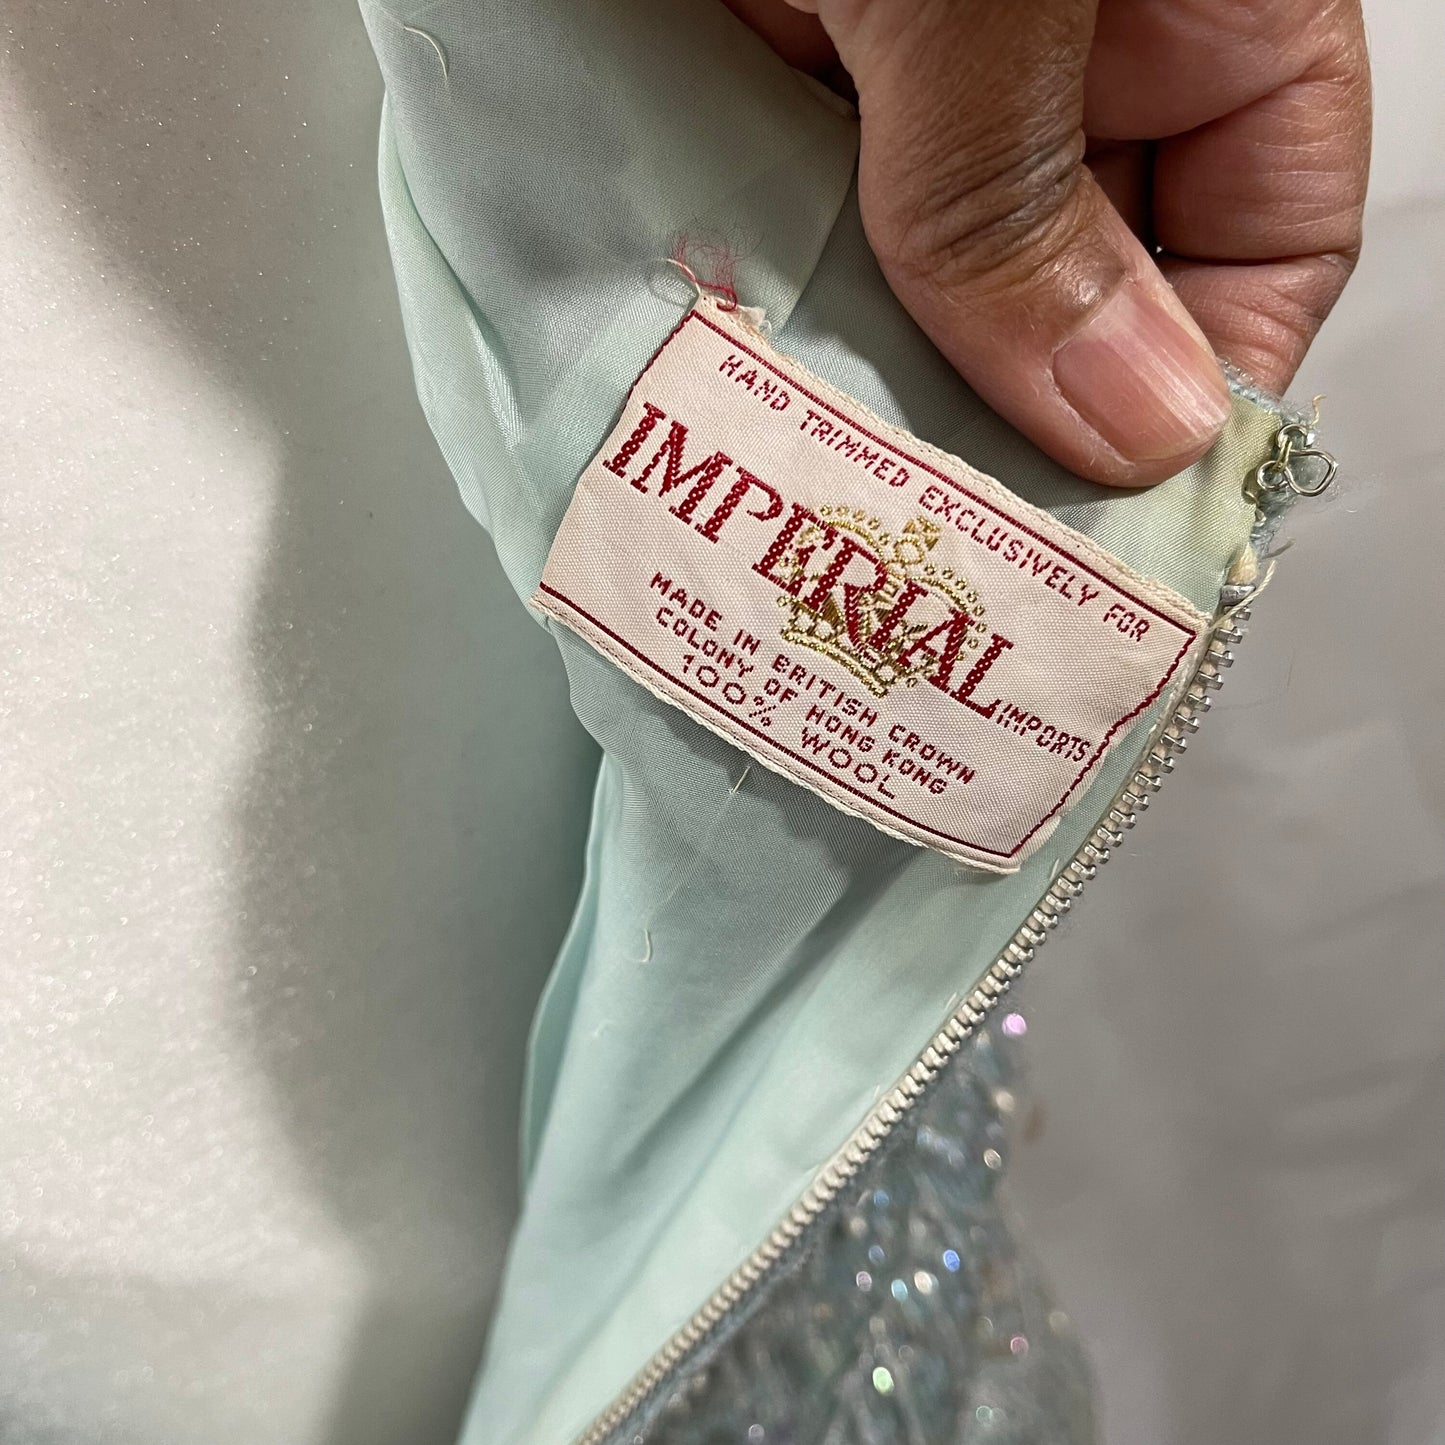 HAND TRIMMED EXCLUSIVELY FOR
IMPERIAL IMPORTS
MADE IN BRITISH CROWN
COLONY OF HONG KONG
100% WOOL